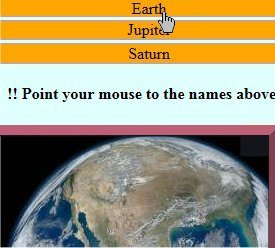 Earth
Jupiter
Saturn
!! Point your mouse to the names above